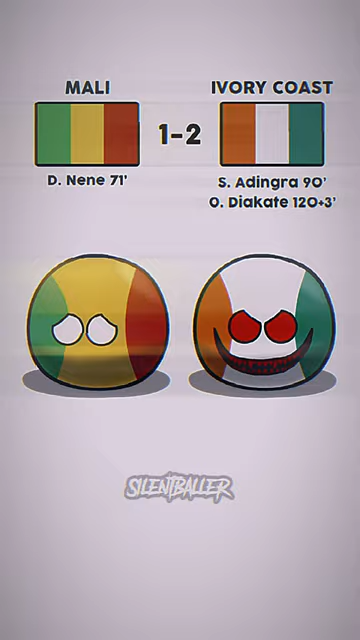 MALI
IVORY COAST
1-2
D. Nene 71'
S. Adingra 90'
O. Diakate 120+3'
SILENTBALLER